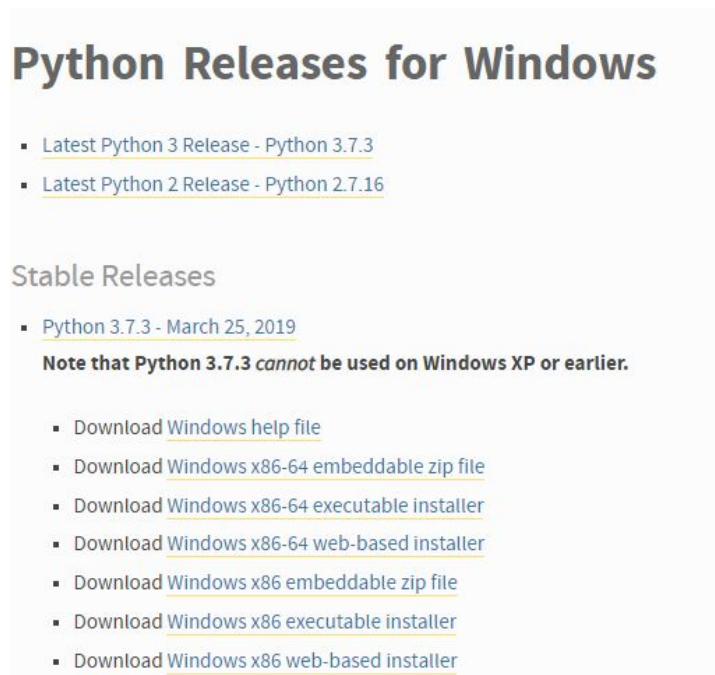 Python Releases for Windows
Latest Python 3 Release - Python 3.7.3
Latest Python 2 Release - Python 2.7.16
Stable Releases
Python 3.7.3 - March 25, 2019
Note that Python 3.7.3 cannot be used on Windows XP or earlier.
Download Windows help file
Download Windows x86-64 embeddable zip file
Download Windows x86-64 executable installer
Download Windows x86-64 web-based installer
Download Windows x86 embeddable zip file
Download Windows x86 executable installer
Download Windows x86 web-based installer